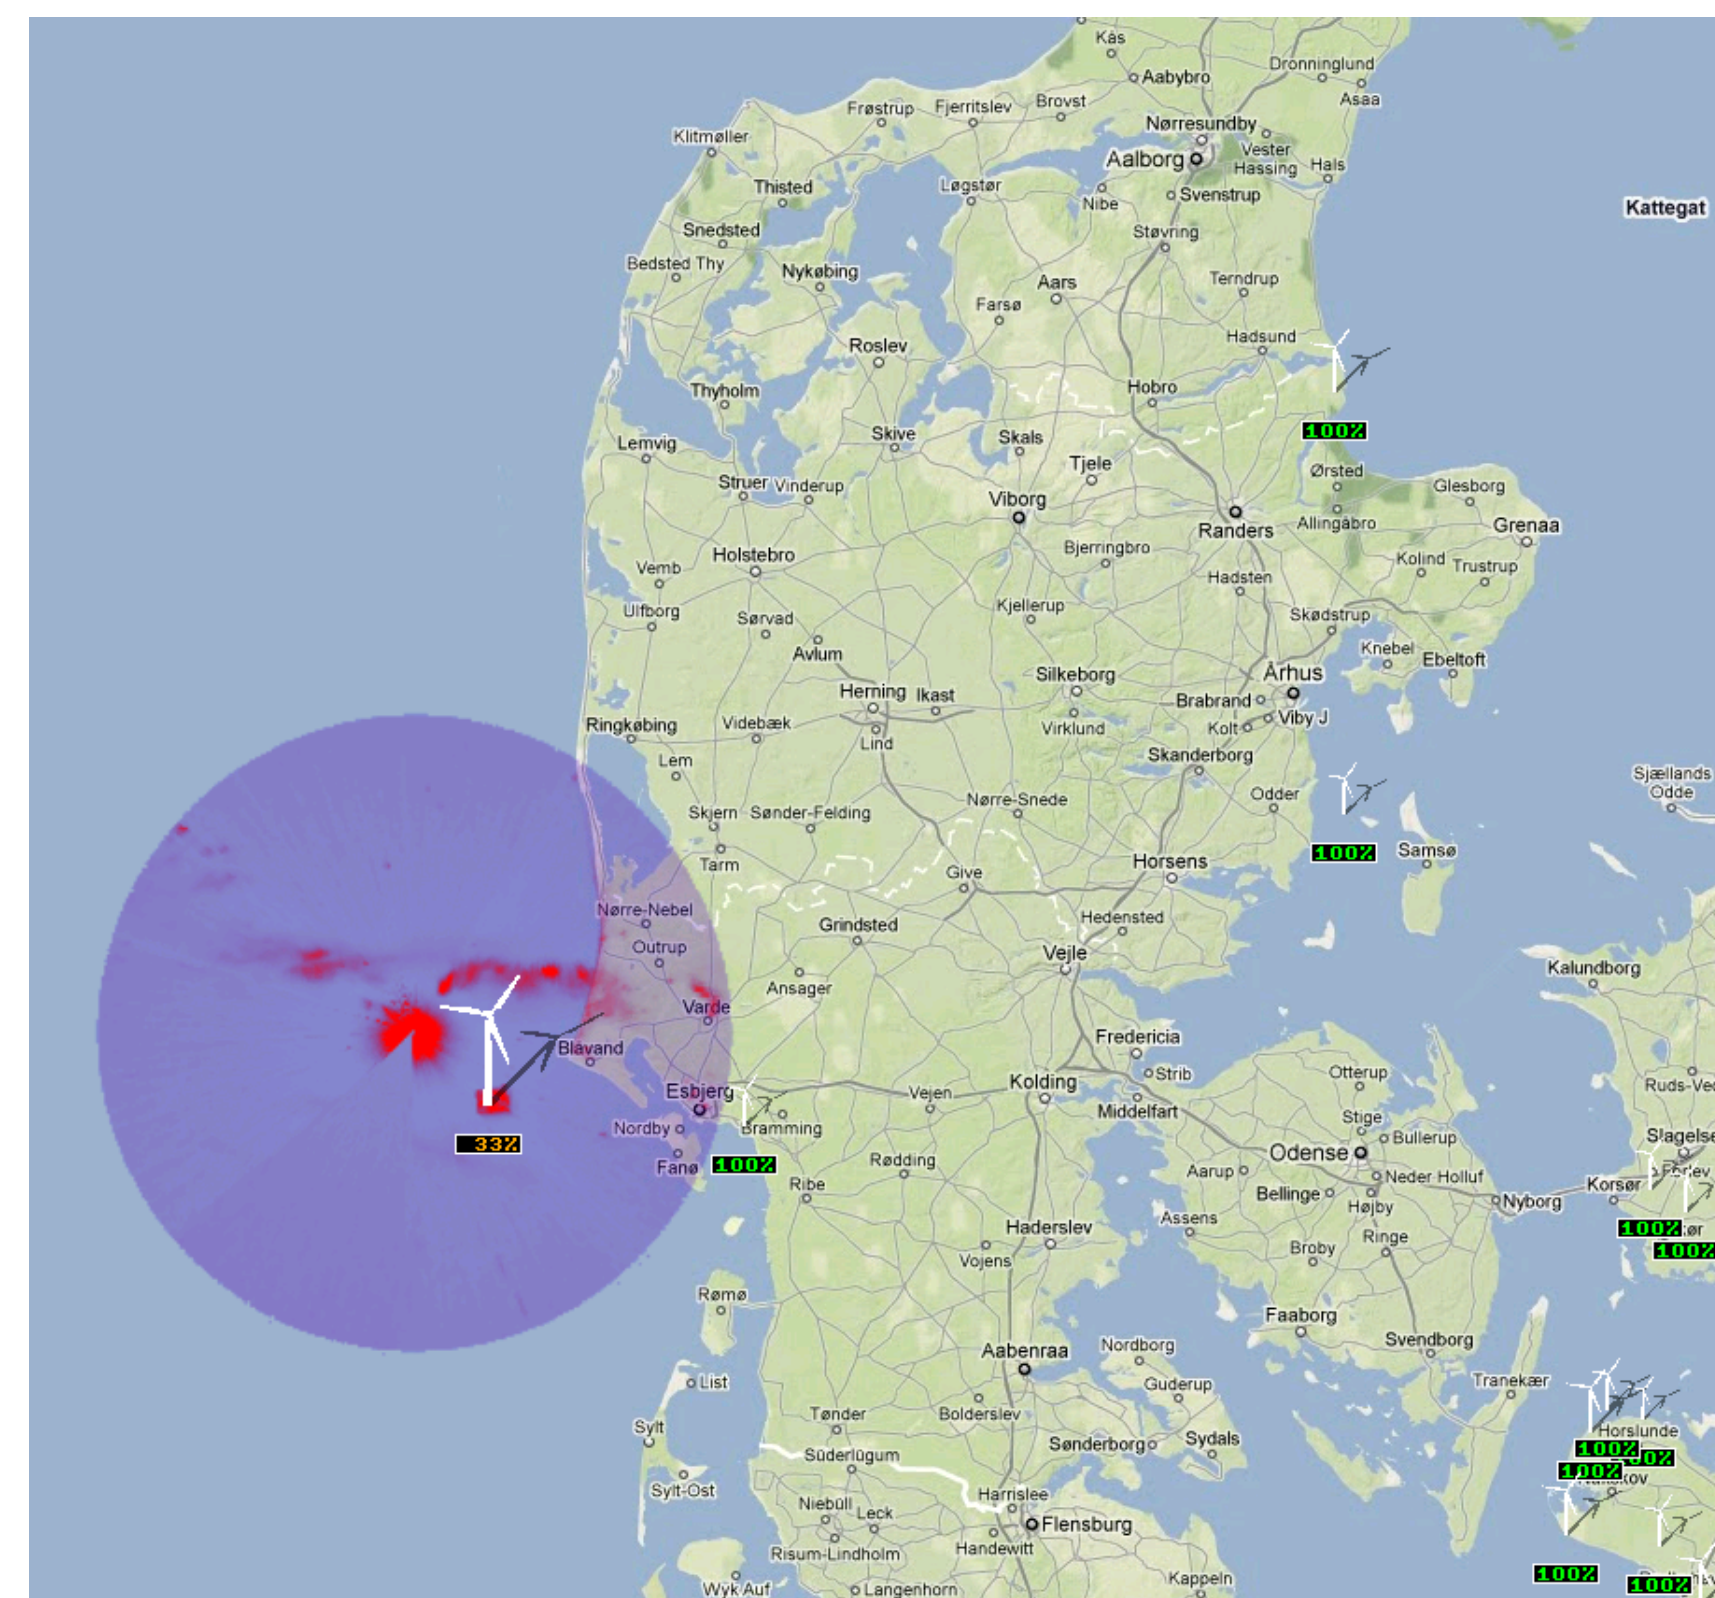 Kås
Dronninglund
Aabybro
Asaa
Frøstrup
Fjerritslev
Brovst
Klitmøller
Nørresundby
Aalborg
Vester
Hassing
Hals
Thisted
Løgstør
Nibe
Svenstrup
Kattegat
Snedsted
Støvring
Bedsted Thy
Nykøbing
Aars
Terndrup
Farsø
Hadsund
Roslev
Thyholm
Hobro
100%
Lemvig
Skive
Skals
Tjele
Ørsted
Struer
Vinderup
Viborg
Glesborg
Randers
Allingåbro
Grenaa
Holstebro
Bjerringbro
Kolind
Trustrup
Vemb
Hadsten
Ulfborg
Sørvad
Kjellerup
Skødstrup
Avlum
Knebel
Ebeltoft
Silkeborg
Århus
Herning
Ikast
Brabrand
Ringkøbing
Videbæk
Virklund
Kolt
Viby J
Lind
Skanderborg
Lem
Sjællands
Odde
Nørre-Snede
Odder
Skjern
Sønder-Felding
Tarm
100%
Samsø
Horsens
Give
Nørre-Nebel
Grindsted
Hedensted
Outrup
Vejle
Kalundborg
Ansager
Varde
Fredericia
Blåvand
Strib
Otterup
Esbjerg
Vejen
Kolding
Ruds-Ved
Middelfart
Stige
Nordby
Bramming
Bullerup
Slagelse
33%
Odense
Fanø
100%
Rødding
Aarup
Neder Holluf
Forlev
Ribe
Bellinge
Højby
Korsør
Nyborg
Assens
Haderslev
100%
Broby
Ringe
100%
Vojens
Rømø
Faaborg
Svendborg
Aabenraa
Nordborg
List
Guderup
Tranekær
Tønder
Bolderslev
Sylt
Horslunde
Sønderborg
Sydals
100%
Süderlügum
100%
Sylt-Ost
Harrislee
Niebüll
Leck
Flensburg
Risum-Lindholm
Handewitt
100%
Wyk Auf
Langenhorn
Kappeln
100%